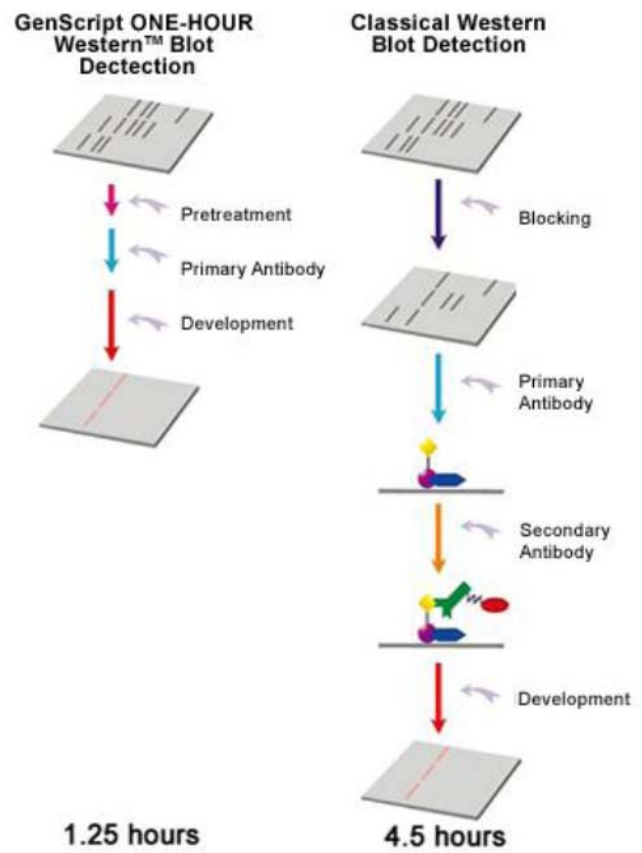 GenScript ONE-HOUR
Western™ Blot
Dectection
Pretreatment
Primary Antibody
Development
1.25 hours
Classical Western
Blot Detection
Blocking
Primary
Antibody
Secondary
Antibody
Development
4.5 hours